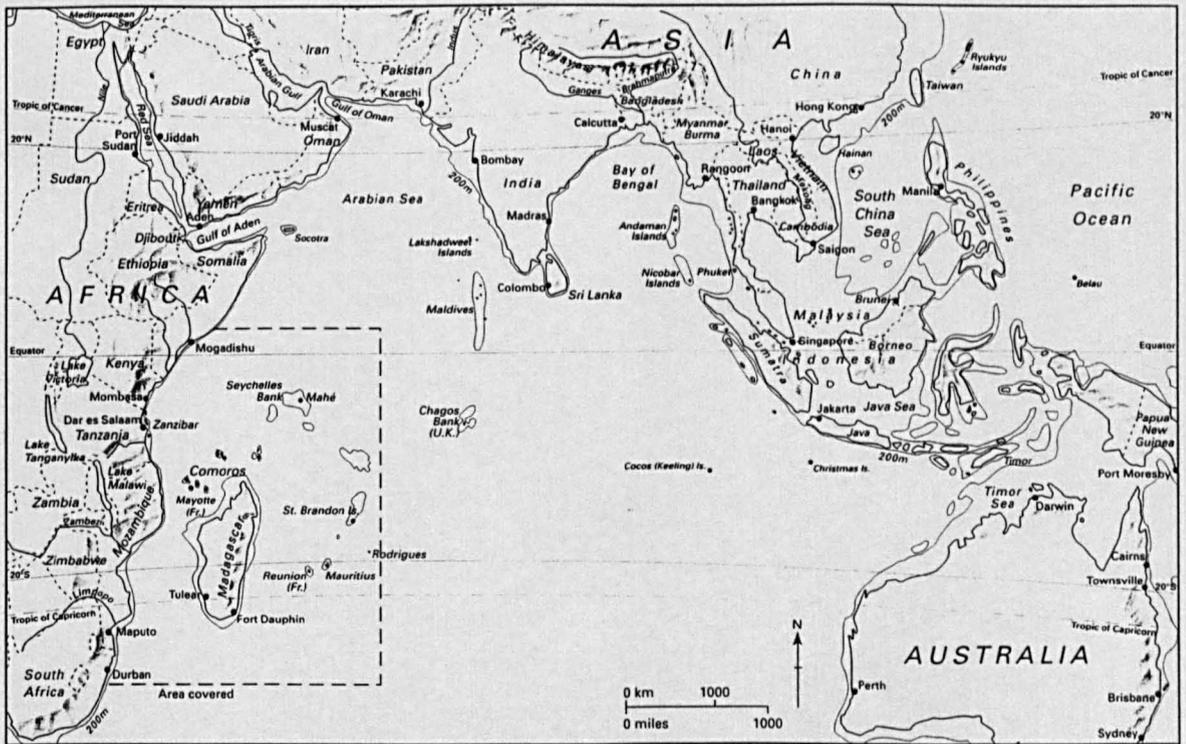 Mediterranean
Sea
Egypt
Tigris
Iran
Indus
Himalayas
A S I A
Ryukyu
Islands
Pakistan
China
Taiwan
Tropic of Cancer
Arabian Gulf
Karachi
Ganges
Brahmaputra
Nile
Saudi Arabia
Gulf of Oman
Badgladesh
Hong Kong
200m
Tropic of Cancer
20°N
Red Sea
Muscat
Oman
Calcutta
Myanmar
Burma
Hanoi
20°N
Port
Sudan
Jiddah
Bombay
Laos
Vietnam
Hainan
Sudan
200m
India
Bay of
Bengal
Rangoon
Thailand
Mekong
South
China
Sea
Manila
Philippines
Pacific
Ocean
Eritrea
Yemen
Aden
Arabian Sea
Madras
Bangkok
Cambodia
Gulf of Aden
Socotra
Andaman
Islands
Saigon
Djibouti
Lakshadweel
Islands
Ethiopia
Somalia
Nicobar
Islands
Phuket
Belau
A F R I C A
Colombo
Sri Lanka
Brunei
Maldives
Malaysia
Mogadishu
Singapore
Borneo
Equator
Equator
Kenya
Sumatra
Indonesia
Lake
Victoria
Seychelles
Bank
Mahé
Mombasa
Chagos
Bank
(U.K.)
Dar es Salaam
Zanzibar
Jakarta
Java Sea
Papua
New
Guinea
Tanzania
Java
Lake
Tanganyika
200m
Timor
Comoros
Cocos (Keeling) Is.
Christmas Is.
Port Moresby
Lake
Malawi
Mayotte
(Fr.)
Timor
Sea
Zambia
St. Brandon Is.
Darwin
Zambezi
Mozambique
Madagascar
Rodrigues
Cairns
Zimbabwe
Reunion
(Fr.)
Mauritius
Townsville
20°S
20°S
Limpopo
Tulear
Tropic of Capricorn
Fort Dauphin
Tropic of Capricorn
Maputo
N
AUSTRALIA
South
Africa
Durban
Area covered
Perth
Brisbane
0 km 1000
0 miles 1000
200m
Sydney